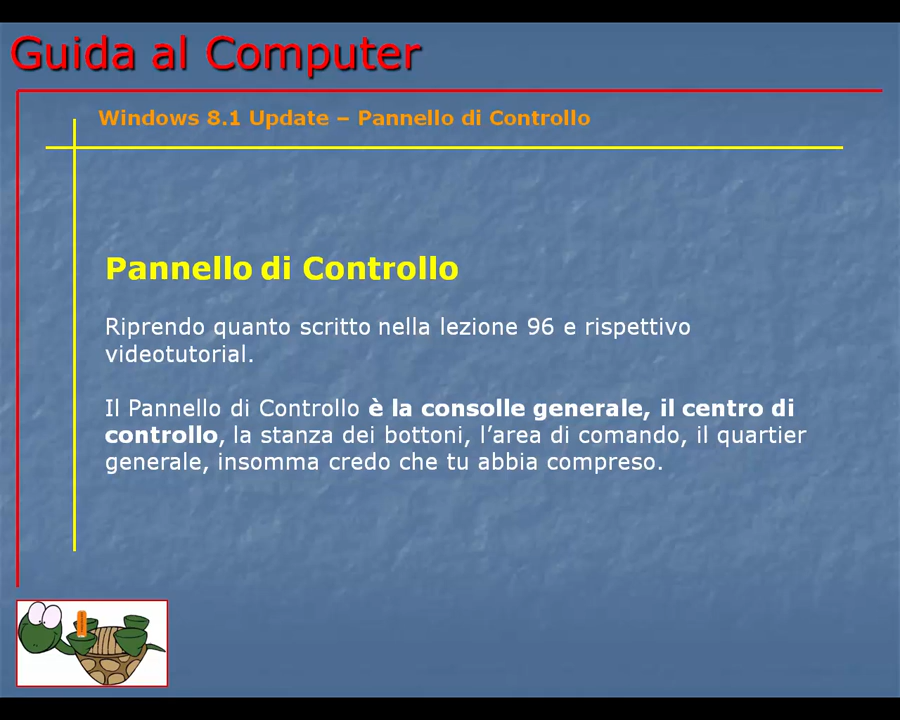 Guida al Computer
Windows 8.1 Update – Pannello di Controllo
Pannello di Controllo
Riprendo quanto scritto nella lezione 96 e rispettivo
videotutorial.
Il Pannello di Controllo è la consolle generale, il centro di
controllo, la stanza dei bottoni, l’area di comando, il quartier
generale, insomma credo che tu abbia compreso.